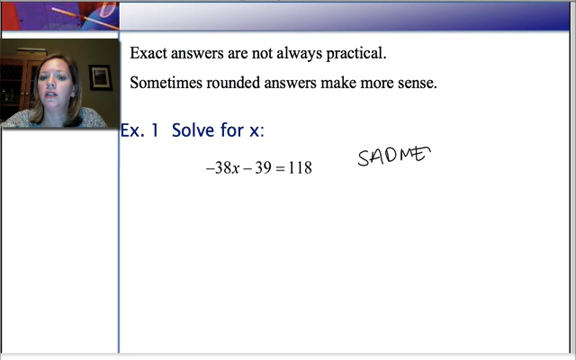 Exact answers are not always practical.
Sometimes rounded answers make more sense.
Ex. 1 Solve for x:
−38x − 39 = 118
SADME